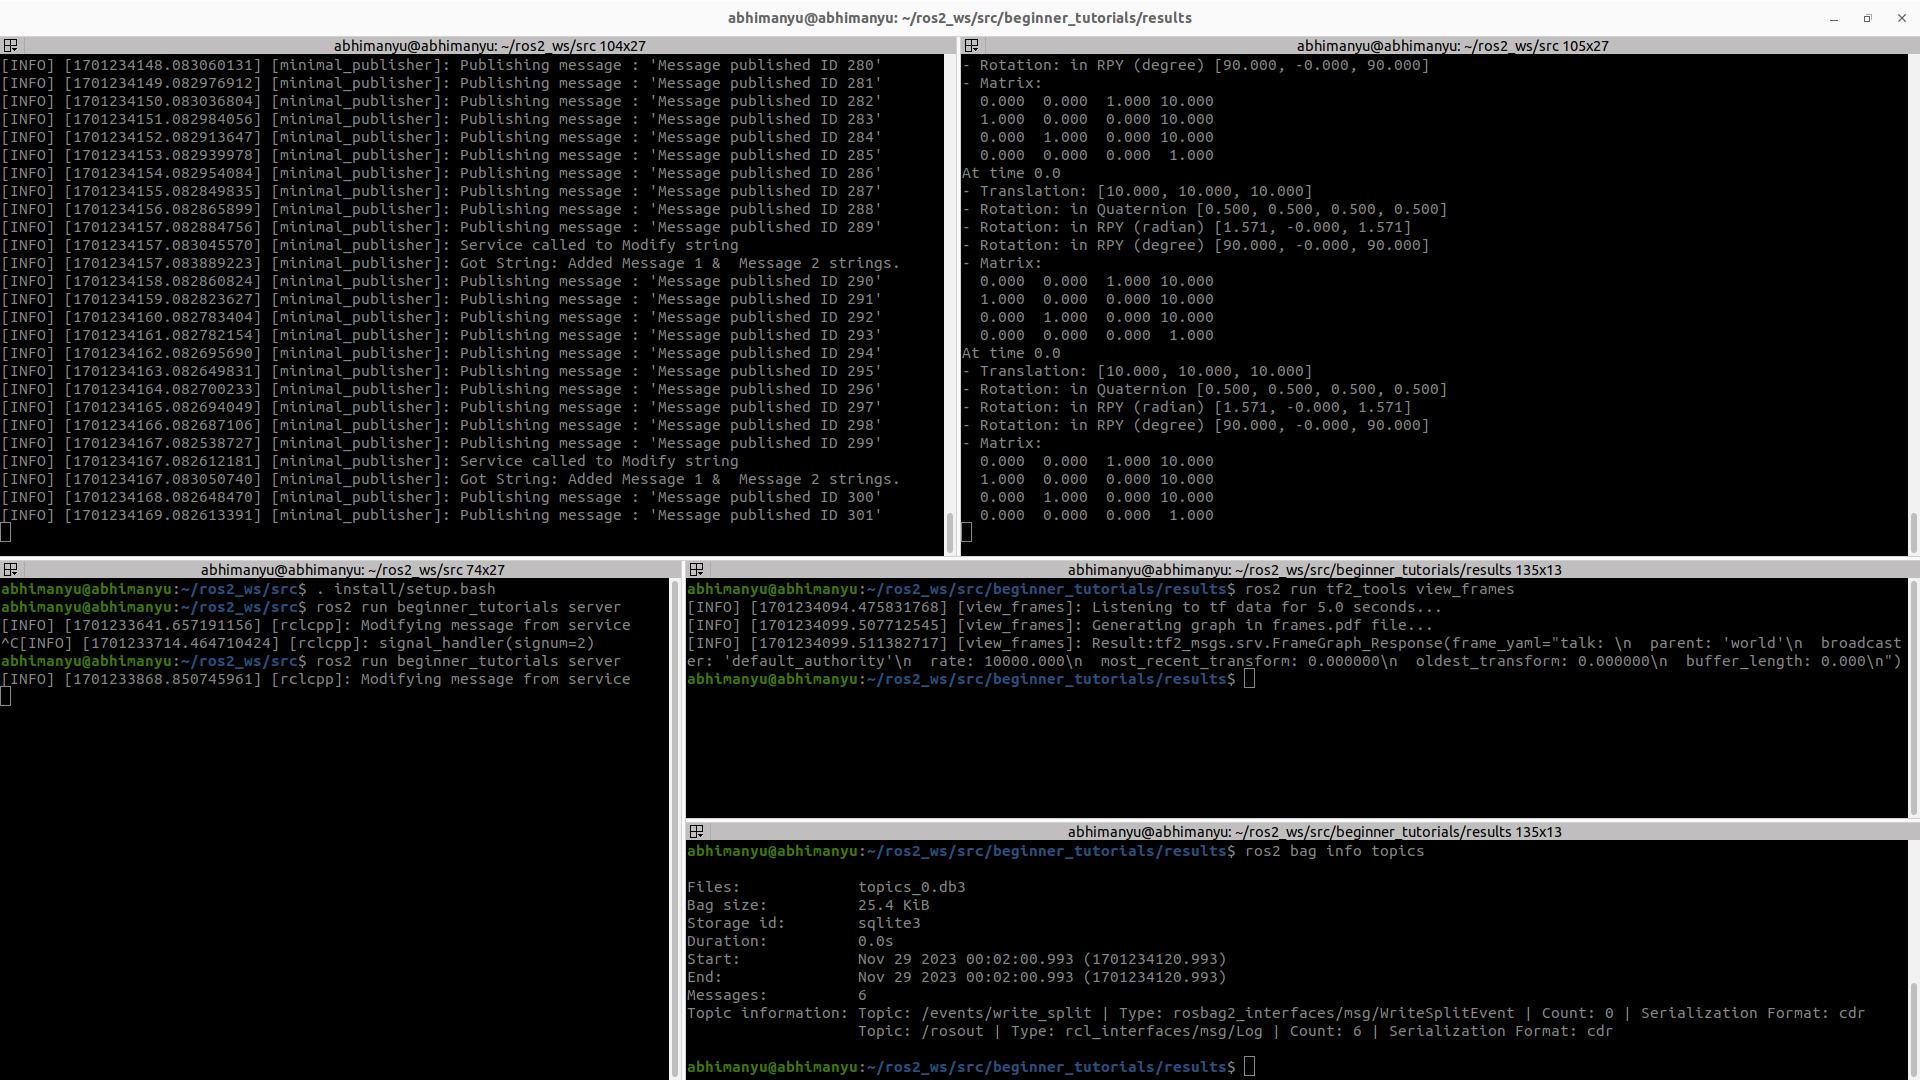 abhimanyu@abhimanyu: ~/ros2_ws/src/beginner_tutorials/results
abhimanyu@abhimanyu: ~/ros2_ws/src 104x27
[INFO] [1701234148.083060131] [minimal_publisher]: Publishing message : 'Message published ID 280'
[INFO] [1701234149.082976912] [minimal_publisher]: Publishing message : 'Message published ID 281'
[INFO] [1701234150.083036804] [minimal_publisher]: Publishing message : 'Message published ID 282'
[INFO] [1701234151.082984056] [minimal_publisher]: Publishing message : 'Message published ID 283'
[INFO] [1701234152.082913647] [minimal_publisher]: Publishing message : 'Message published ID 284'
[INFO] [1701234153.082939978] [minimal_publisher]: Publishing message : 'Message published ID 285'
[INFO] [1701234154.082954084] [minimal_publisher]: Publishing message : 'Message published ID 286'
[INFO] [1701234155.082849835] [minimal_publisher]: Publishing message : 'Message published ID 287'
[INFO] [1701234156.082865899] [minimal_publisher]: Publishing message : 'Message published ID 288'
[INFO] [1701234157.082884756] [minimal_publisher]: Publishing message : 'Message published ID 289'
[INFO] [1701234157.083045570] [minimal_publisher]: Service called to Modify string
[INFO] [1701234157.083889223] [minimal_publisher]: Got String: Added Message 1 &  Message 2 strings.
[INFO] [1701234158.082860824] [minimal_publisher]: Publishing message : 'Message published ID 290'
[INFO] [1701234159.082823627] [minimal_publisher]: Publishing message : 'Message published ID 291'
[INFO] [1701234160.082783404] [minimal_publisher]: Publishing message : 'Message published ID 292'
[INFO] [1701234161.082782154] [minimal_publisher]: Publishing message : 'Message published ID 293'
[INFO] [1701234162.082695690] [minimal_publisher]: Publishing message : 'Message published ID 294'
[INFO] [1701234163.082649831] [minimal_publisher]: Publishing message : 'Message published ID 295'
[INFO] [1701234164.082700233] [minimal_publisher]: Publishing message : 'Message published ID 296'
[INFO] [1701234165.082694049] [minimal_publisher]: Publishing message : 'Message published ID 297'
[INFO] [1701234166.082687106] [minimal_publisher]: Publishing message : 'Message published ID 298'
[INFO] [1701234167.082538727] [minimal_publisher]: Publishing message : 'Message published ID 299'
[INFO] [1701234167.082612181] [minimal_publisher]: Service called to Modify string
[INFO] [1701234167.083050740] [minimal_publisher]: Got String: Added Message 1 &  Message 2 strings.
[INFO] [1701234168.082648470] [minimal_publisher]: Publishing message : 'Message published ID 300'
[INFO] [1701234169.082613391] [minimal_publisher]: Publishing message : 'Message published ID 301'
abhimanyu@abhimanyu: ~/ros2_ws/src 105x27
- Rotation: in RPY (degree) [90.000, -0.000, 90.000]
- Matrix:
  0.000  0.000  1.000 10.000
  1.000  0.000  0.000 10.000
  0.000  1.000  0.000 10.000
  0.000  0.000  0.000  1.000
At time 0.0
- Translation: [10.000, 10.000, 10.000]
- Rotation: in Quaternion [0.500, 0.500, 0.500, 0.500]
- Rotation: in RPY (radian) [1.571, -0.000, 1.571]
- Rotation: in RPY (degree) [90.000, -0.000, 90.000]
- Matrix:
  0.000  0.000  1.000 10.000
  1.000  0.000  0.000 10.000
  0.000  1.000  0.000 10.000
  0.000  0.000  0.000  1.000
At time 0.0
- Translation: [10.000, 10.000, 10.000]
- Rotation: in Quaternion [0.500, 0.500, 0.500, 0.500]
- Rotation: in RPY (radian) [1.571, -0.000, 1.571]
- Rotation: in RPY (degree) [90.000, -0.000, 90.000]
- Matrix:
  0.000  0.000  1.000 10.000
  1.000  0.000  0.000 10.000
  0.000  1.000  0.000 10.000
  0.000  0.000  0.000  1.000
abhimanyu@abhimanyu: ~/ros2_ws/src 74x27
abhimanyu@abhimanyu:~/ros2_ws/src$ . install/setup.bash
abhimanyu@abhimanyu:~/ros2_ws/src$ ros2 run beginner_tutorials server
[INFO] [1701233641.657191156] [rclcpp]: Modifying message from service
^C[INFO] [1701233714.464710424] [rclcpp]: signal_handler(signum=2)
abhimanyu@abhimanyu:~/ros2_ws/src$ ros2 run beginner_tutorials server
[INFO] [1701233868.850745961] [rclcpp]: Modifying message from service
abhimanyu@abhimanyu: ~/ros2_ws/src/beginner_tutorials/results 135x13
abhimanyu@abhimanyu:~/ros2_ws/src/beginner_tutorials/results$ ros2 run tf2_tools view_frames
[INFO] [1701234094.475831768] [view_frames]: Listening to tf data for 5.0 seconds...
[INFO] [1701234099.507712545] [view_frames]: Generating graph in frames.pdf file...
[INFO] [1701234099.511382717] [view_frames]: Result:tf2_msgs.srv.FrameGraph_Response(frame_yaml="talk: \n  parent: 'world'\n  broadcast
er: 'default_authority'\n  rate: 10000.000\n  most_recent_transform: 0.000000\n  oldest_transform: 0.000000\n  buffer_length: 0.000\n")
abhimanyu@abhimanyu:~/ros2_ws/src/beginner_tutorials/results$
abhimanyu@abhimanyu: ~/ros2_ws/src/beginner_tutorials/results 135x13
abhimanyu@abhimanyu:~/ros2_ws/src/beginner_tutorials/results$ ros2 bag info topics
Files:             topics_0.db3
Bag size:          25.4 KiB
Storage id:        sqlite3
Duration:          0.0s
Start:             Nov 29 2023 00:02:00.993 (1701234120.993)
End:               Nov 29 2023 00:02:00.993 (1701234120.993)
Messages:          6
Topic information: Topic: /events/write_split | Type: rosbag2_interfaces/msg/WriteSplitEvent | Count: 0 | Serialization Format: cdr
                   Topic: /rosout | Type: rcl_interfaces/msg/Log | Count: 6 | Serialization Format: cdr
abhimanyu@abhimanyu:~/ros2_ws/src/beginner_tutorials/results$